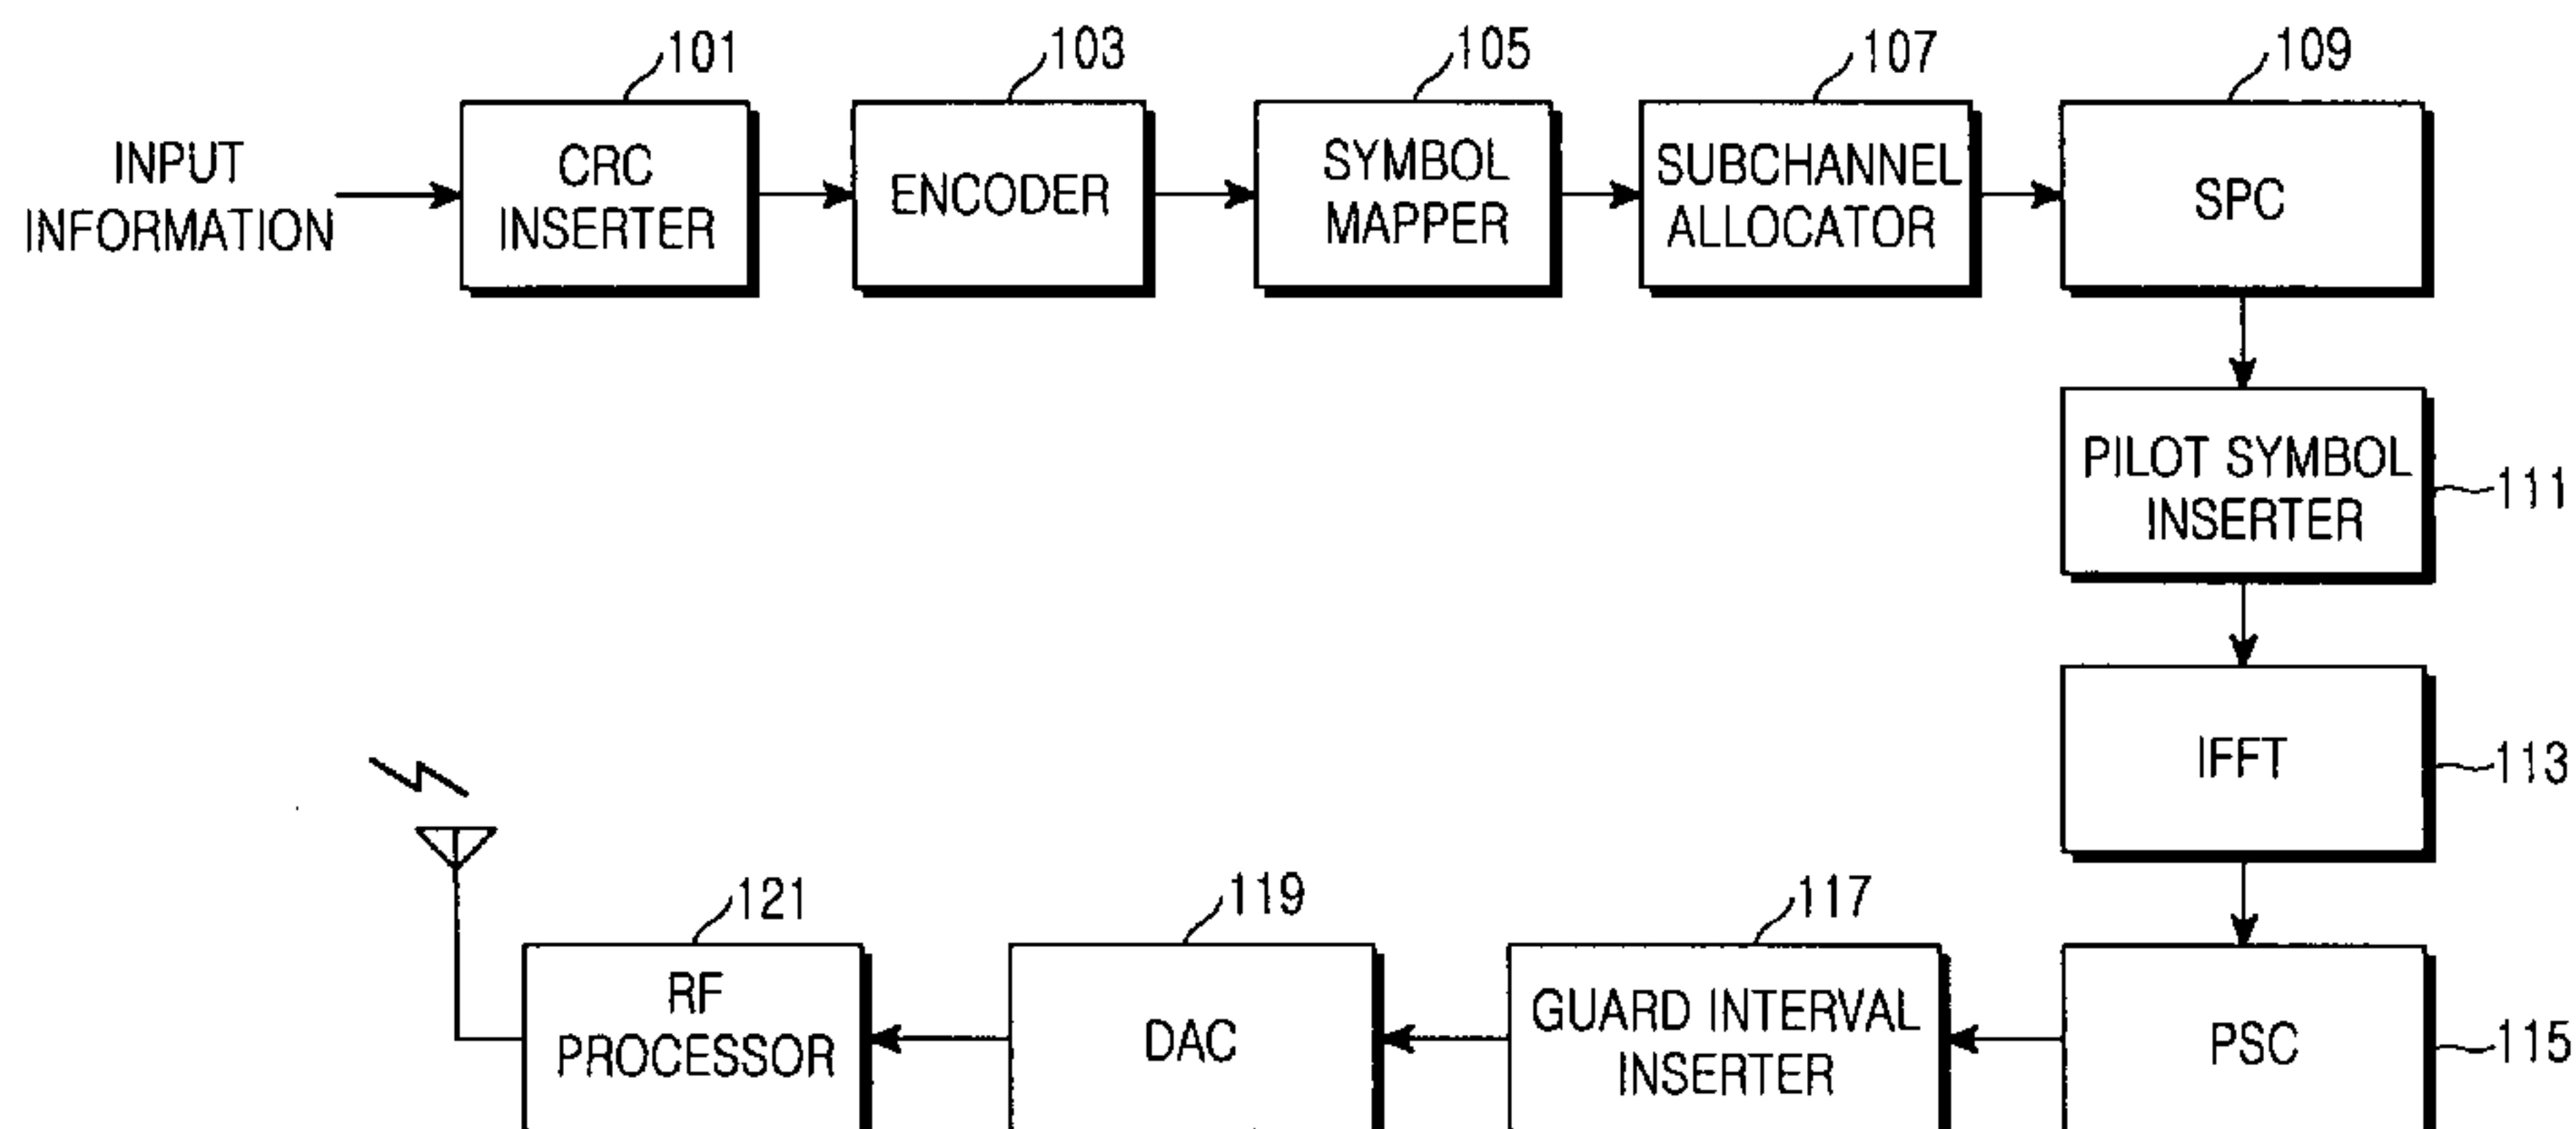 101
103
105
107
109
INPUT
INFORMATION
CRC
INSERTER
ENCODER
SYMBOL
MAPPER
SUBCHANNEL
ALLOCATOR
SPC
PILOT SYMBOL
INSERTER
111
IFFT
113
121
119
117
RF
PROCESSOR
DAC
GUARD INTERVAL
INSERTER
PSC
115